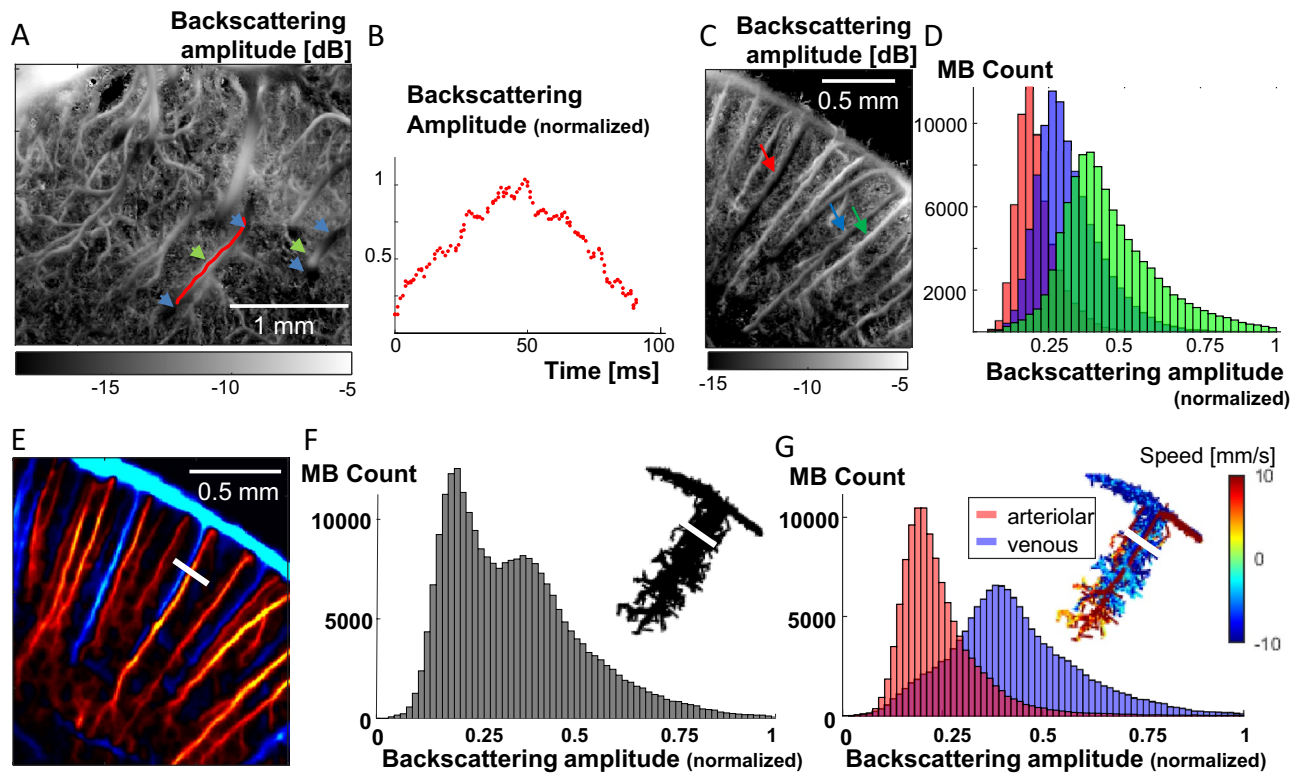 A
Backscattering
amplitude [dB]
1 mm
-15
-10
-5
B
Backscattering
Amplitude (normalized)
1
0.5
0
0
50
100
Time [ms]
C
Backscattering
amplitude [dB]
0.5 mm
-15
-10
-5
D
MB Count
10000
6000
2000
0.25
0.5
0.75
1
Backscattering amplitude
(normalized)
E
0.5 mm
F
MB Count
10000
5000
0
0
0.25
0.5
0.75
1
Backscattering amplitude (normalized)
G
MB Count
arteriolar
venous
Speed [mm/s]
10
0
-10
10000
5000
0
0
0.25
0.5
0.75
1
Backscattering amplitude (normalized)